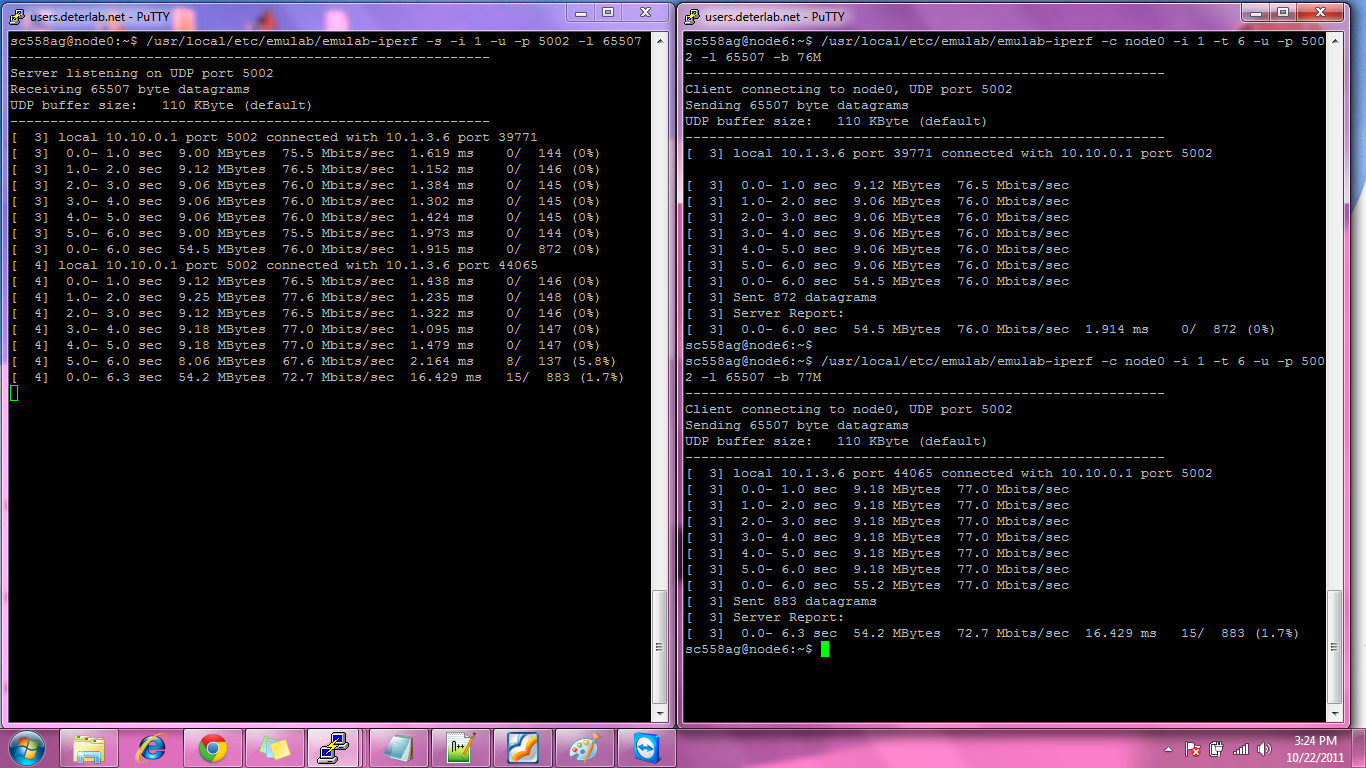 users.deterlab.net - PuTTY
sc558ag@node0:~$ /usr/local/etc/emulab/emulab-iperf -s -i 1 -u -p 5002 -l 65507
------------------------------------------------------------
Server listening on UDP port 5002
Receiving 65507 byte datagrams
UDP buffer size:   110 KByte (default)
------------------------------------------------------------
[  3] local 10.10.0.1 port 5002 connected with 10.1.3.6 port 39771
[  3]  0.0- 1.0 sec  9.00 MBytes  75.5 Mbits/sec  1.619 ms    0/  144 (0%)
[  3]  1.0- 2.0 sec  9.12 MBytes  76.5 Mbits/sec  1.152 ms    0/  146 (0%)
[  3]  2.0- 3.0 sec  9.06 MBytes  76.0 Mbits/sec  1.384 ms    0/  145 (0%)
[  3]  3.0- 4.0 sec  9.06 MBytes  76.0 Mbits/sec  1.302 ms    0/  145 (0%)
[  3]  4.0- 5.0 sec  9.06 MBytes  76.0 Mbits/sec  1.424 ms    0/  145 (0%)
[  3]  5.0- 6.0 sec  9.00 MBytes  75.5 Mbits/sec  1.973 ms    0/  144 (0%)
[  3]  0.0- 6.0 sec  54.5 MBytes  76.0 Mbits/sec  1.915 ms    0/  872 (0%)
[  4] local 10.10.0.1 port 5002 connected with 10.1.3.6 port 44065
[  4]  0.0- 1.0 sec  9.12 MBytes  76.5 Mbits/sec  1.438 ms    0/  146 (0%)
[  4]  1.0- 2.0 sec  9.25 MBytes  77.6 Mbits/sec  1.235 ms    0/  148 (0%)
[  4]  2.0- 3.0 sec  9.12 MBytes  76.5 Mbits/sec  1.322 ms    0/  146 (0%)
[  4]  3.0- 4.0 sec  9.18 MBytes  77.0 Mbits/sec  1.095 ms    0/  147 (0%)
[  4]  4.0- 5.0 sec  9.18 MBytes  77.0 Mbits/sec  1.479 ms    0/  147 (0%)
[  4]  5.0- 6.0 sec  8.06 MBytes  67.6 Mbits/sec  2.164 ms    8/  137 (5.8%)
[  4]  0.0- 6.3 sec  54.2 MBytes  72.7 Mbits/sec  16.429 ms   15/  883 (1.7%)
users.deterlab.net - PuTTY
sc558ag@node6:~$ /usr/local/etc/emulab/emulab-iperf -c node0 -i 1 -t 6 -u -p 500
2 -l 65507 -b 76M
------------------------------------------------------------
Client connecting to node0, UDP port 5002
Sending 65507 byte datagrams
UDP buffer size:   110 KByte (default)
------------------------------------------------------------
[  3] local 10.1.3.6 port 39771 connected with 10.10.0.1 port 5002
[  3]  0.0- 1.0 sec  9.12 MBytes  76.5 Mbits/sec
[  3]  1.0- 2.0 sec  9.06 MBytes  76.0 Mbits/sec
[  3]  2.0- 3.0 sec  9.06 MBytes  76.0 Mbits/sec
[  3]  3.0- 4.0 sec  9.06 MBytes  76.0 Mbits/sec
[  3]  4.0- 5.0 sec  9.06 MBytes  76.0 Mbits/sec
[  3]  5.0- 6.0 sec  9.06 MBytes  76.0 Mbits/sec
[  3]  0.0- 6.0 sec  54.5 MBytes  76.0 Mbits/sec
[  3] Sent 872 datagrams
[  3] Server Report:
[  3]  0.0- 6.0 sec  54.5 MBytes  76.0 Mbits/sec  1.914 ms    0/  872 (0%)
sc558ag@node6:~$
sc558ag@node6:~$ /usr/local/etc/emulab/emulab-iperf -c node0 -i 1 -t 6 -u -p 500
2 -l 65507 -b 77M
------------------------------------------------------------
Client connecting to node0, UDP port 5002
Sending 65507 byte datagrams
UDP buffer size:   110 KByte (default)
------------------------------------------------------------
[  3] local 10.1.3.6 port 44065 connected with 10.10.0.1 port 5002
[  3]  0.0- 1.0 sec  9.18 MBytes  77.0 Mbits/sec
[  3]  1.0- 2.0 sec  9.18 MBytes  77.0 Mbits/sec
[  3]  2.0- 3.0 sec  9.18 MBytes  77.0 Mbits/sec
[  3]  3.0- 4.0 sec  9.18 MBytes  77.0 Mbits/sec
[  3]  4.0- 5.0 sec  9.18 MBytes  77.0 Mbits/sec
[  3]  5.0- 6.0 sec  9.18 MBytes  77.0 Mbits/sec
[  3]  0.0- 6.0 sec  55.2 MBytes  77.0 Mbits/sec
[  3] Sent 883 datagrams
[  3] Server Report:
[  3]  0.0- 6.3 sec  54.2 MBytes  72.7 Mbits/sec  16.429 ms   15/  883 (1.7%)
sc558ag@node6:~$
3:24 PM
10/22/2011